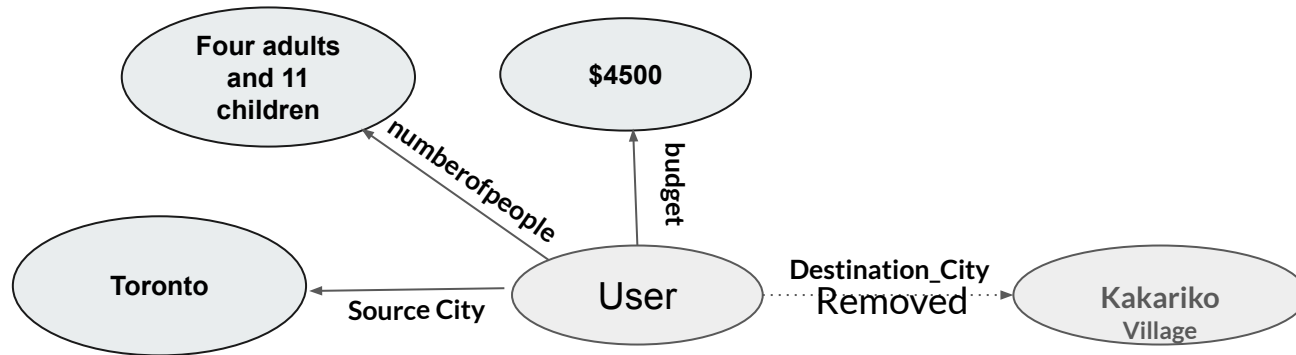 Four adults
and 11
children
$4500
numberofpeople
budget
Toronto
Source City
User
Destination_City
Removed
Kakariko
Village